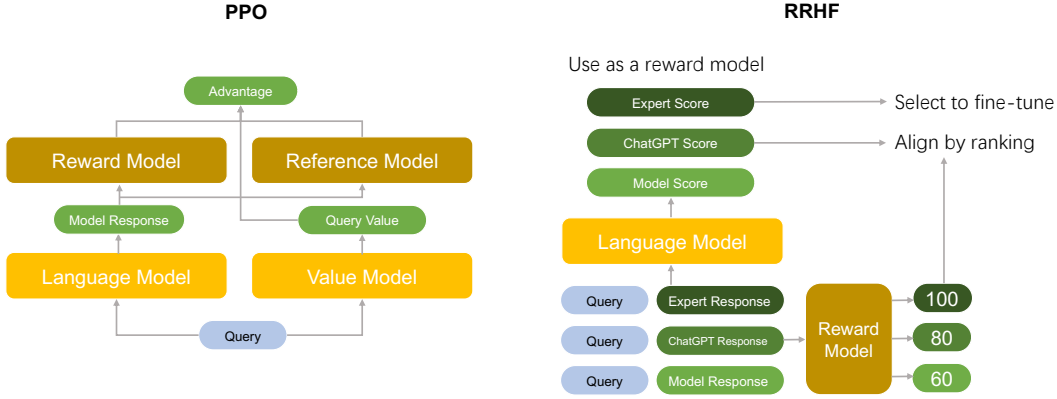 PPO
Advantage
Reward Model
Reference Model
Model Response
Query Value
Language Model
Value Model
Query
RRHF
Use as a reward model
Expert Score
Select to fine-tune
ChatGPT Score
Align by ranking
Model Score
Language Model
Query
Expert Response
100
Query
ChatGPT Response
Reward
Model
80
Query
Model Response
60